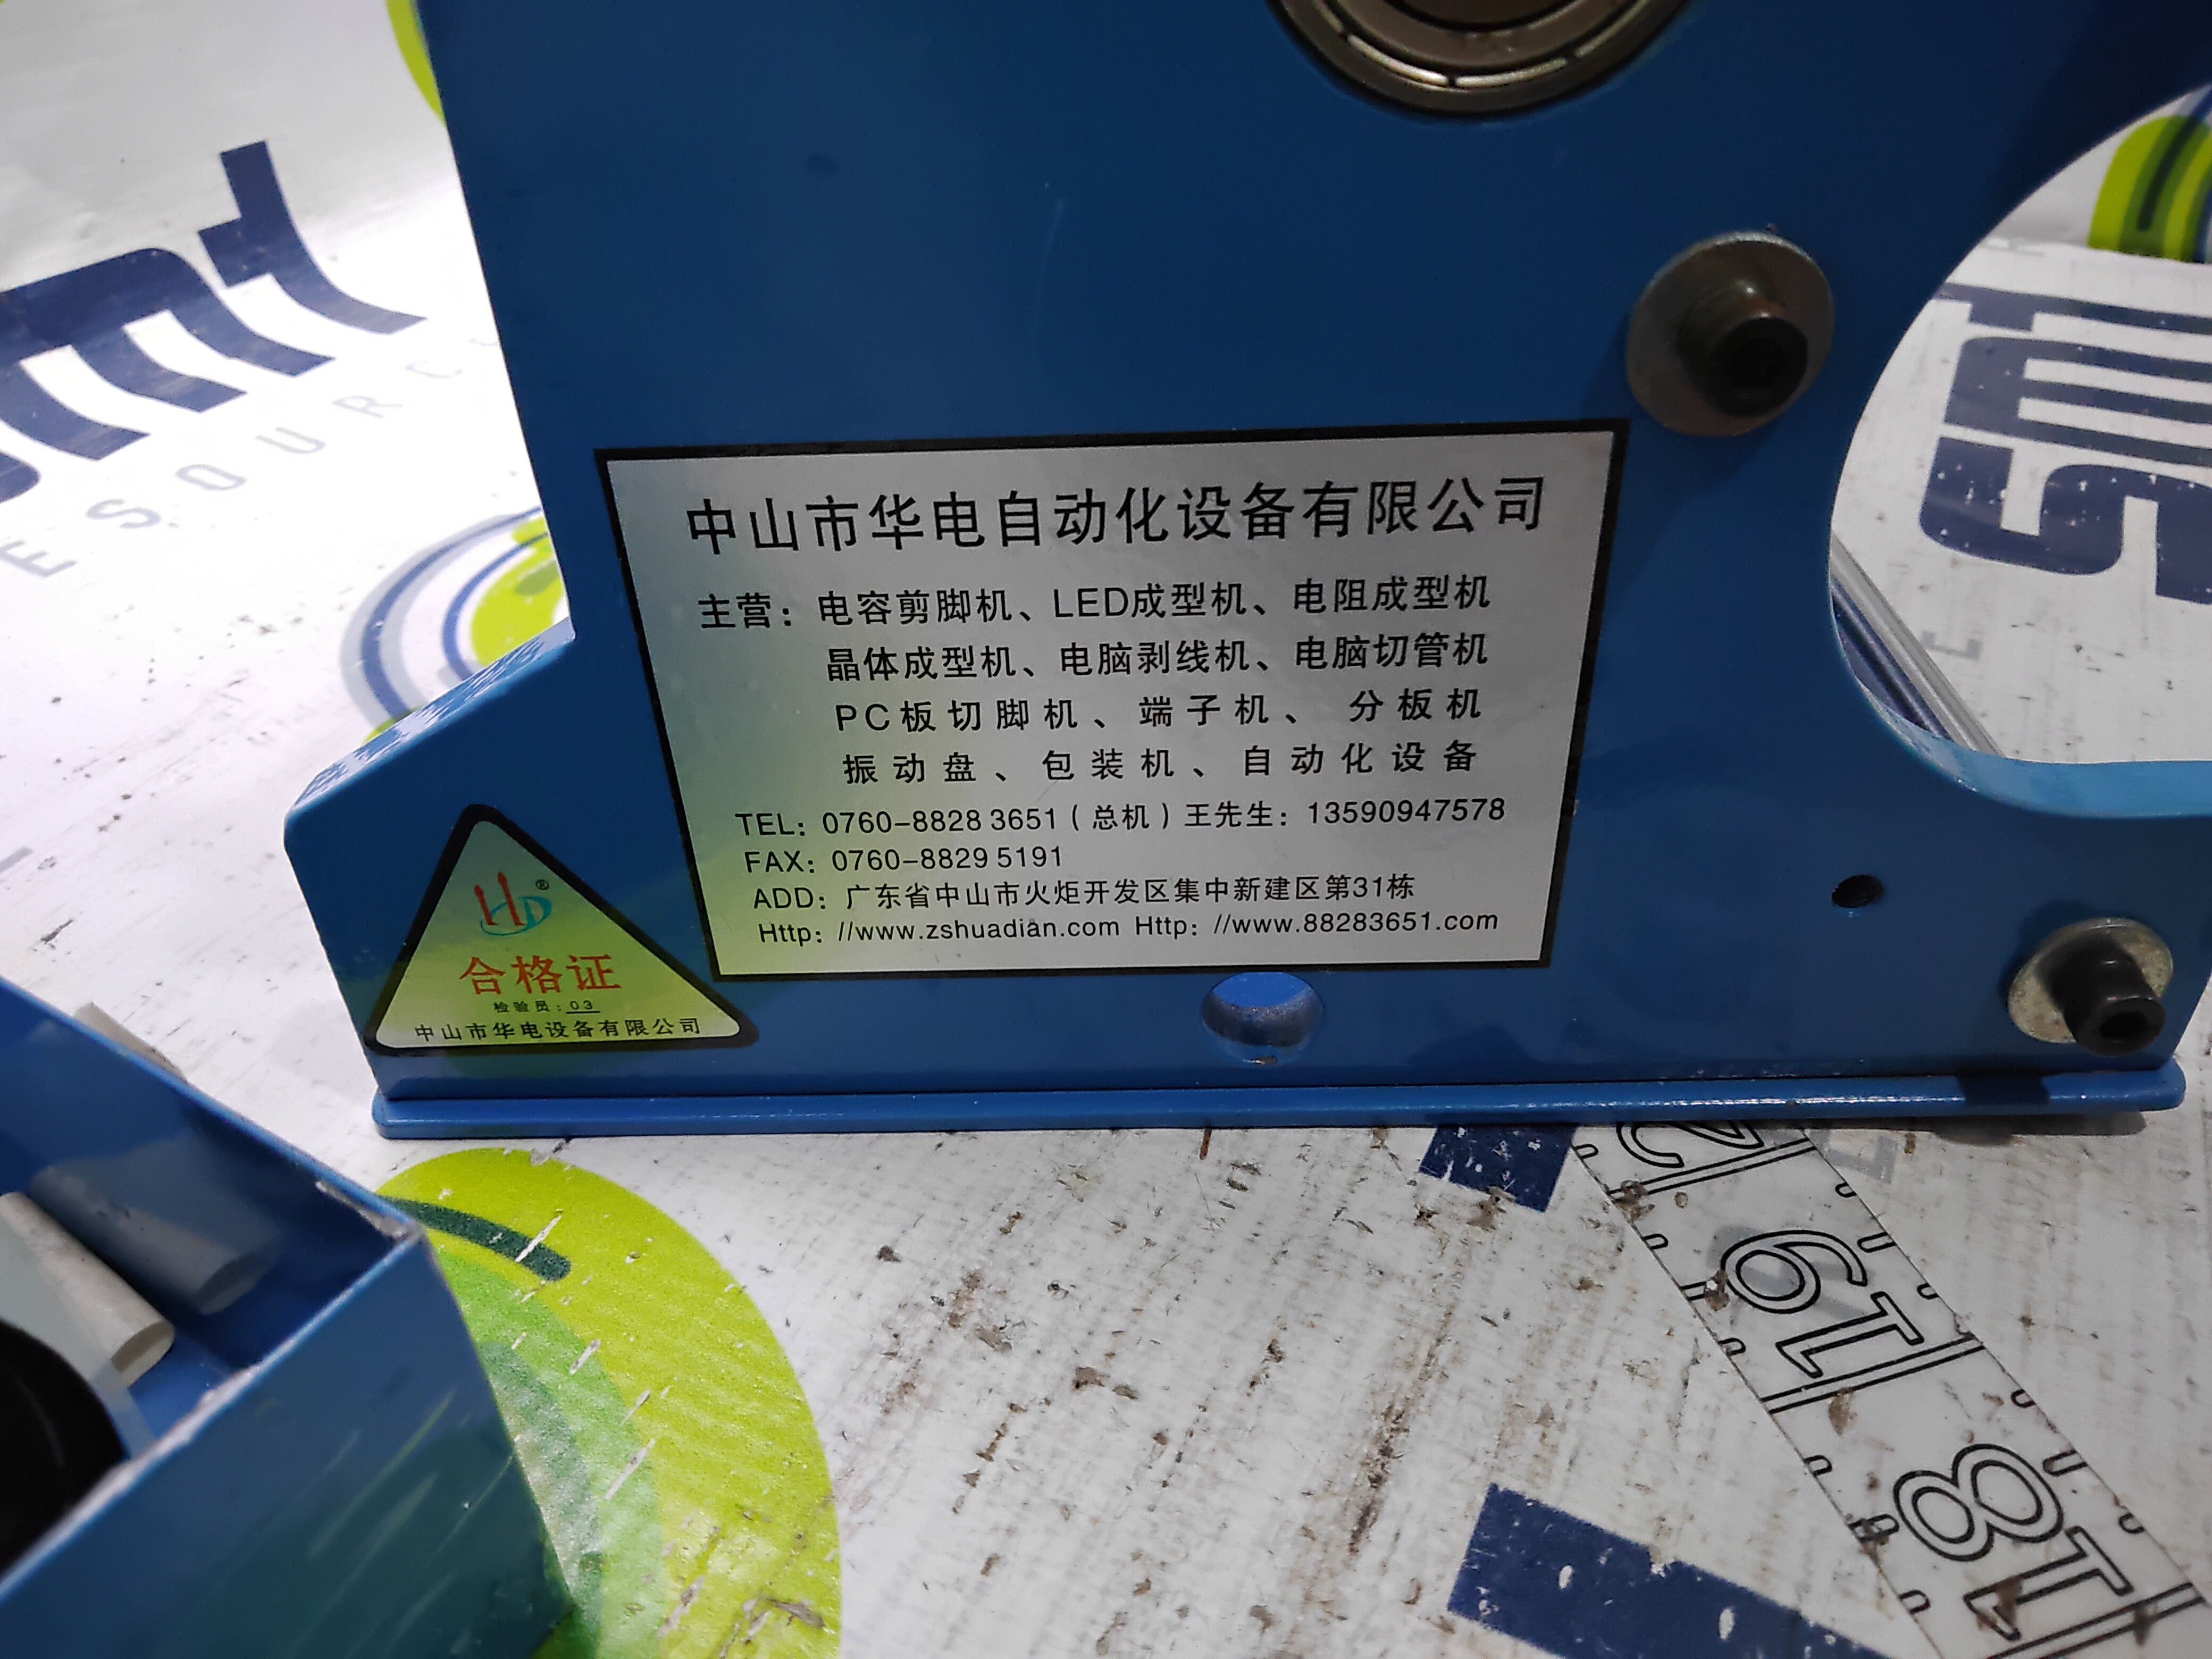 smt
ESOURC
smt
中山市华电自动化设备有限公司
主营：电容剪脚机、LED成型机、电阻成型机
晶体成型机、电脑剥线机、电脑切管机
PC板切脚机、端子机、 分板机
振动盘、包装机、自动化设备
TEL：0760-8828 3651（总机）王先生：13590947578
FAX：0760-8829 5191
ADD：广东省中山市火炬开发区集中新建区第31栋
Http：//www.zshuadian.com Http：//www.88283651.com
HD®
合格证
检验员：03
中山市华电设备有限公司
19
18